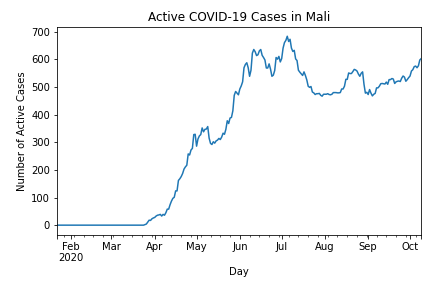 Active COVID-19 Cases in Mali
Number of Active Cases
700
600
500
400
300
200
100
0
Feb Mar Apr May Jun Jul Aug Sep Oct
2020
Day